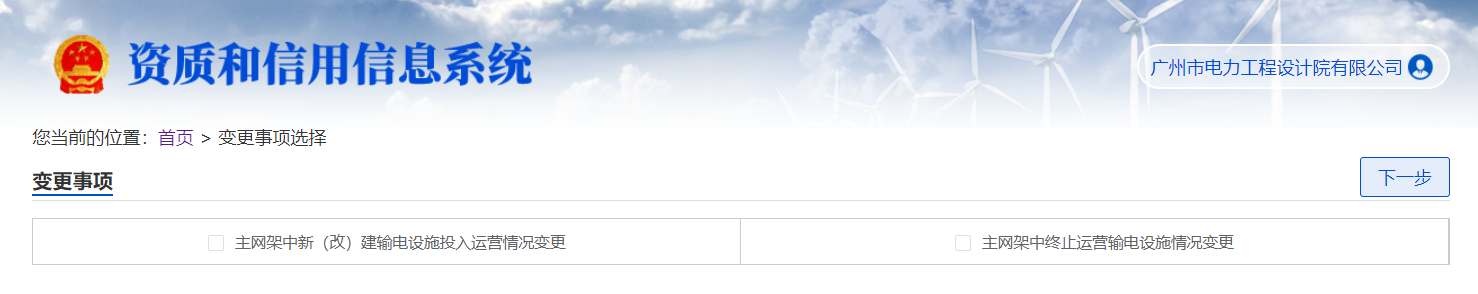 资质和信用信息系统
广州市电力工程设计院有限公司
您当前的位置：首页 > 变更事项选择
变更事项
下一步
主网架中新（改）建输电设施投入运营情况变更
主网架中终止运营输电设施情况变更